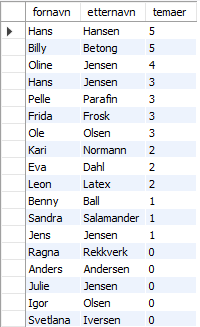 fornavn etternavn temaer
Hans Hansen 5
Billy Betong 5
Oline Jensen 4
Hans Jensen 3
Pelle Parafin 3
Frida Frosk 3
Ole Olsen 3
Kari Normann 2
Eva Dahl 2
Leon Latex 2
Benny Ball 1
Sandra Salamander 1
Jens Jensen 1
Ragna Rekkverk 0
Anders Andersen 0
Julie Jensen 0
Igor Olsen 0
Svetlana Iversen 0